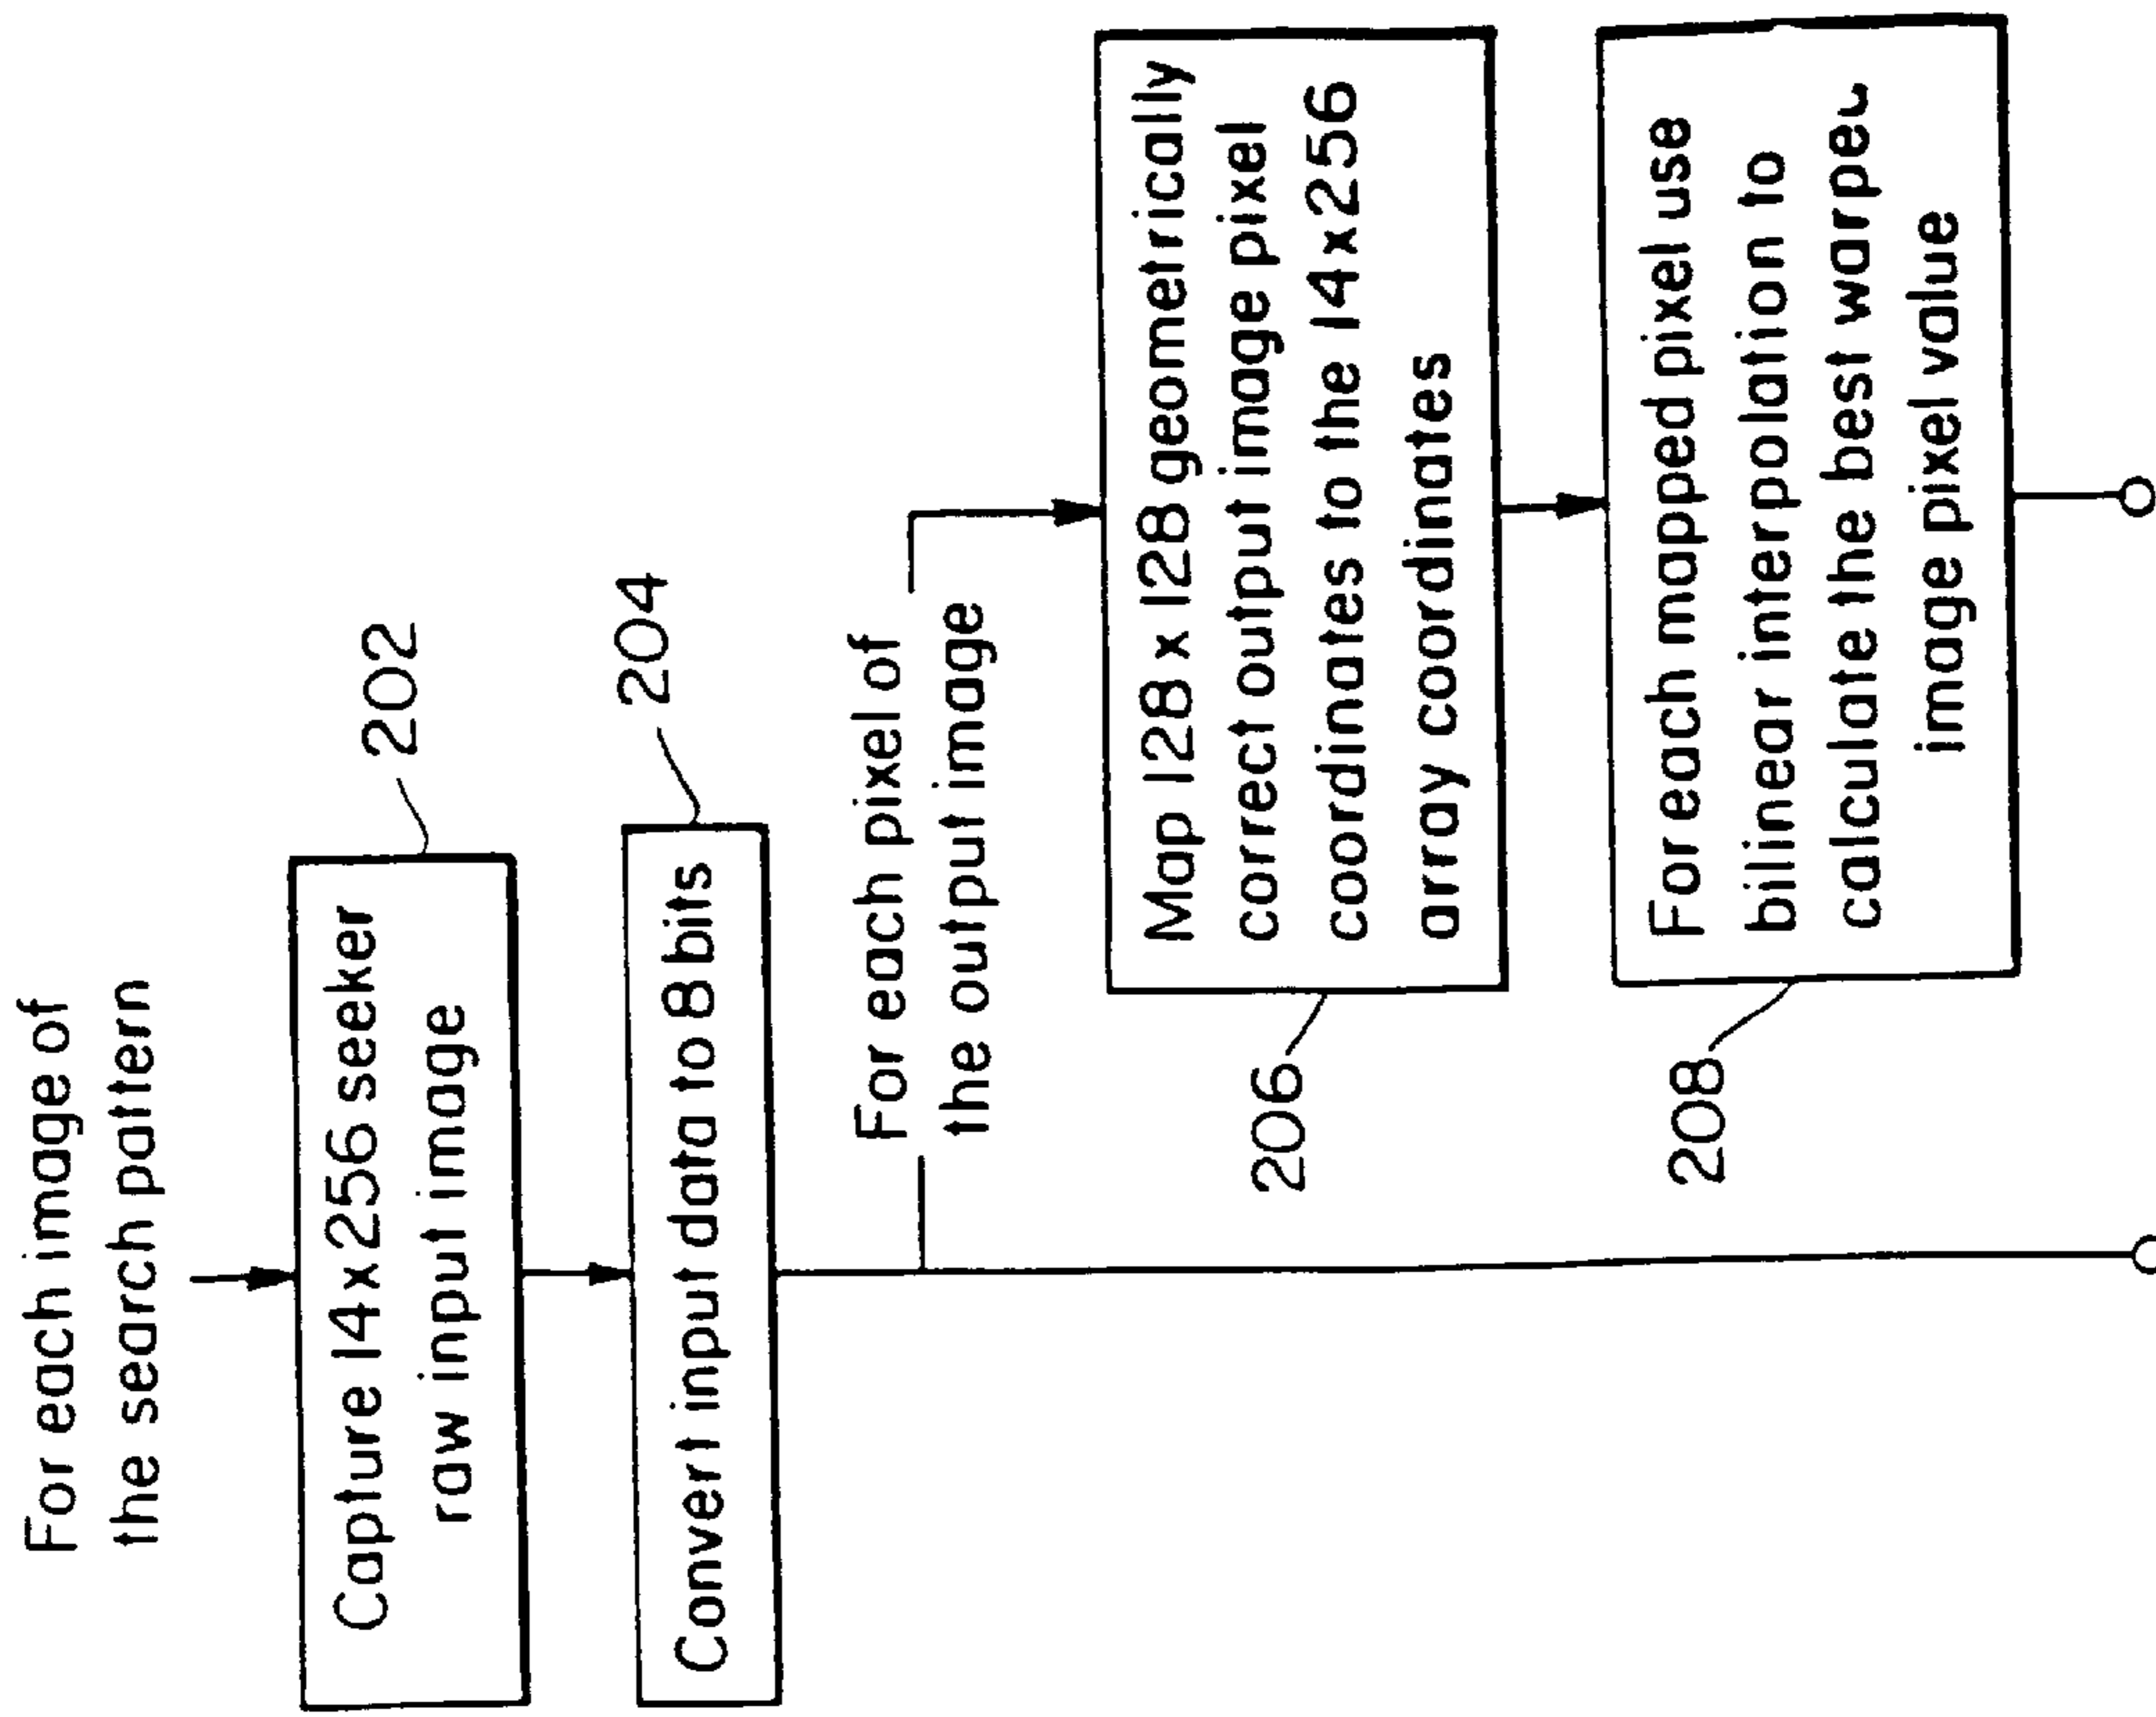 For each image of
the search pattern
202
Capture 14x256 seeker
raw input image
204
Convert input data to 8 bits
For each pixel of
the output image
206
Map 128 x 128 geometrically
correct output image pixel
coordinates to the 14x256
array coordinates
208
For each mapped pixel use
bilinear interpolation to
calculate the best
image pixel value